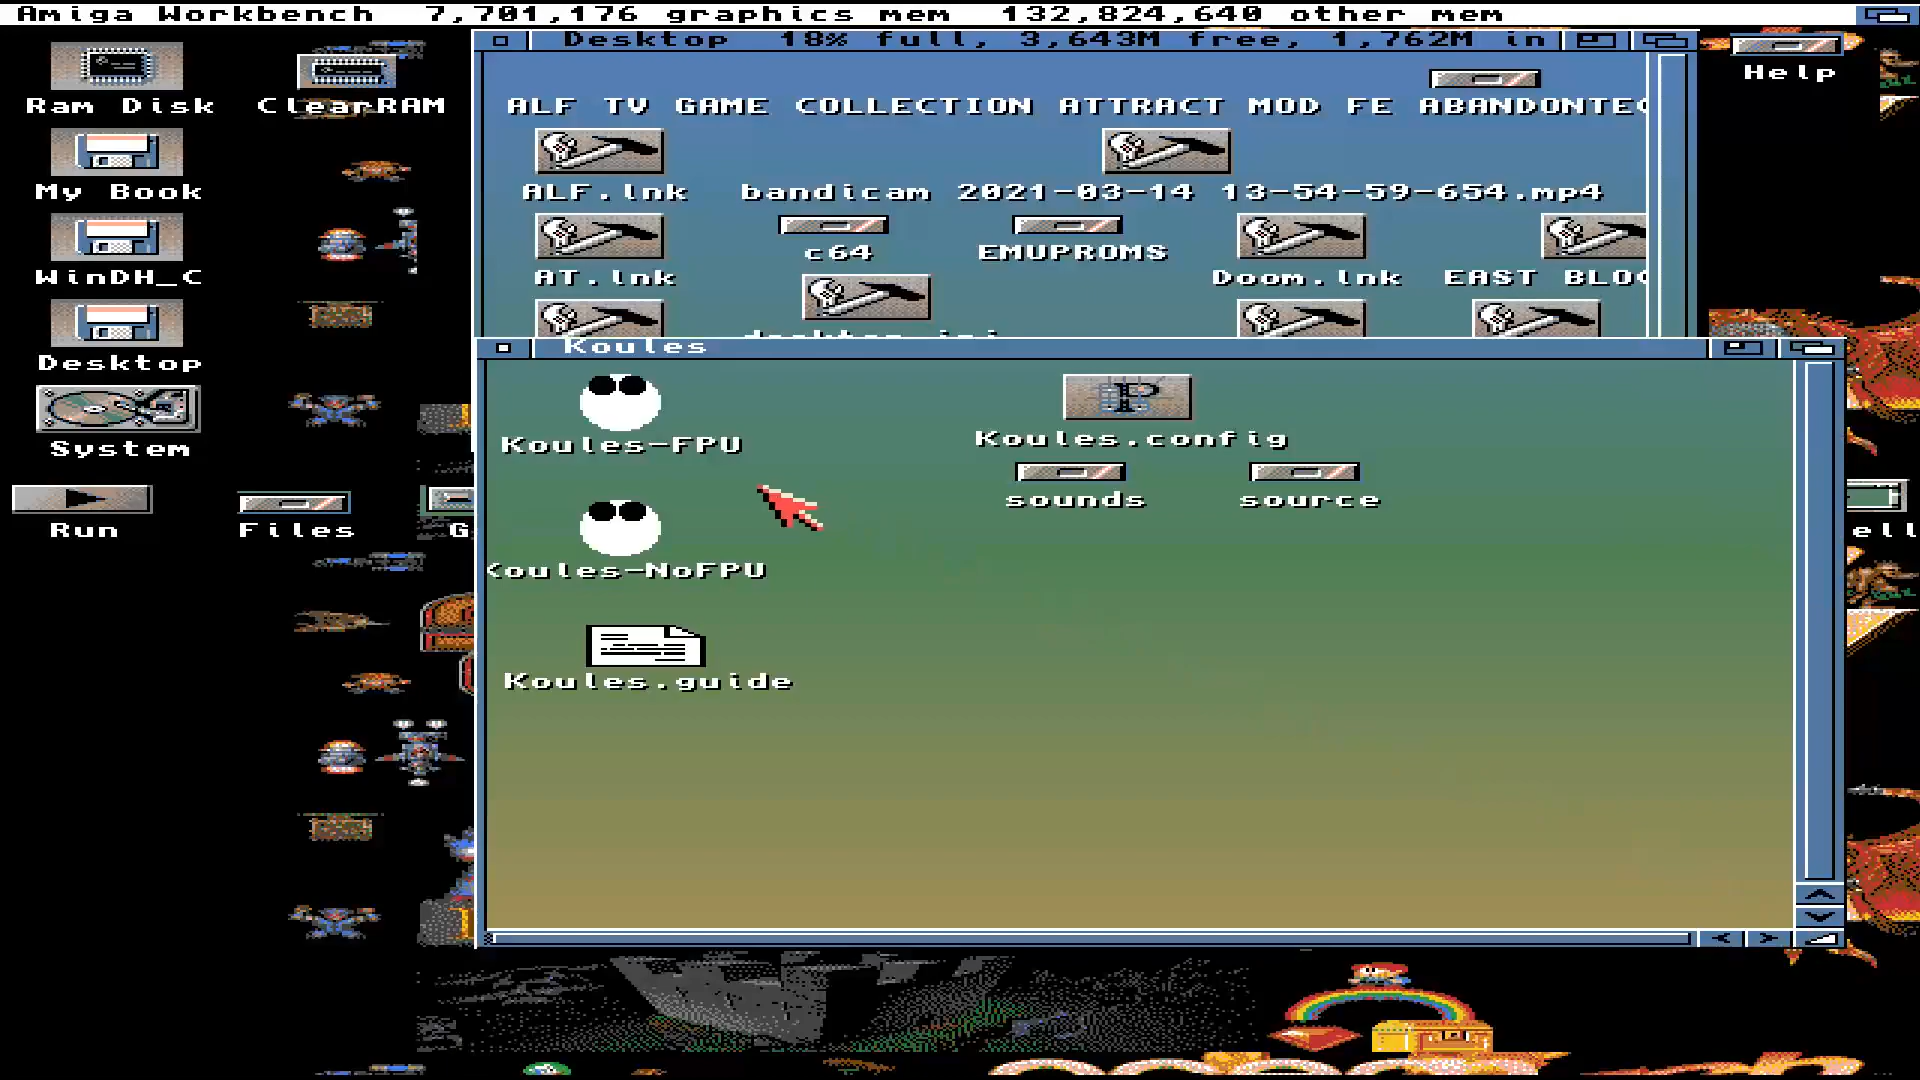 Amiga Workbench 7,701,176 graphics mem 132,824,640 other mem
Desktop 18% full, 3,643M free, 1,762M in
Help
Ram Disk
ClearRAM
ALF TV GAME COLLECTION ATTRACT MOD FE ABANDONTEC
My Book
ALF.lnk
bandicam 2021-03-14 13-54-59-654.mp4
WinDH_C
AT.lnk
c64
EMUPROMS
Doom.lnk
EAST BLOC
desktop.ini
Desktop
Koules
System
Koules-FPU
Koules.config
sounds
source
Run
Files
G
ell
Koules-NoFPU
Koules.guide